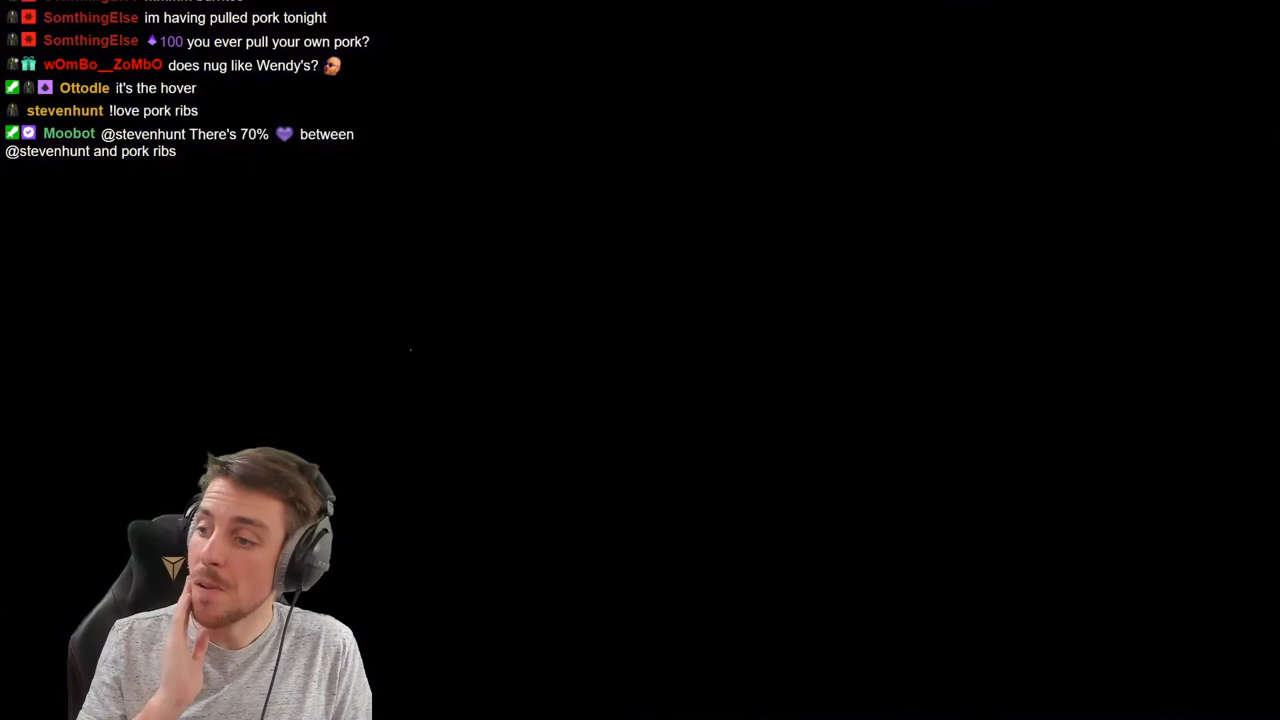 SomthingElse im having pulled pork tonight
SomthingElse 100 you ever pull your own pork?
wOmBo__ZoMbO does nug like Wendy's?
Ottodle it's the hover
stevenhunt !love pork ribs
Moobot @stevenhunt There's 70% between
@stevenhunt and pork ribs